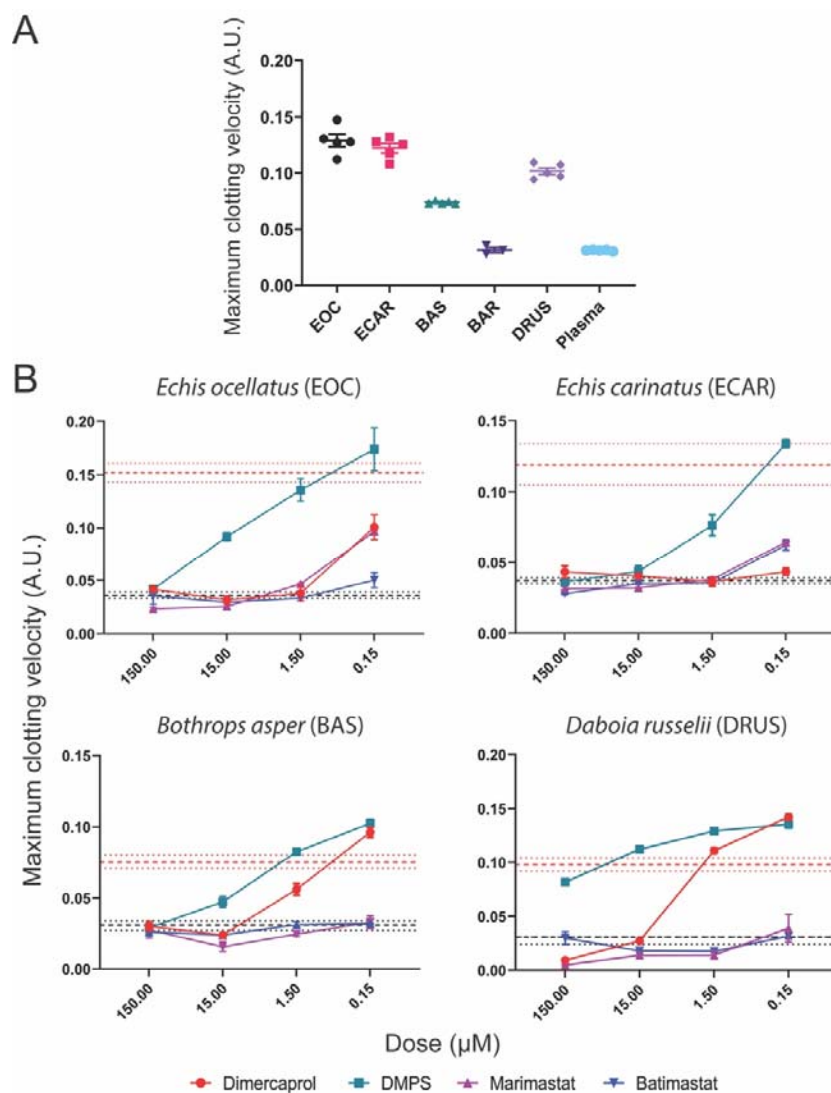 A
Maximum clotting velocity (A.U.)
0.20
0.15
0.10
0.05
0.00
EOC
ECAR
BAS
BAR
DRUS
Plasma
B
Maximum clotting velocity (A.U.)
Echis ocellatus (EOC)
0.20
0.15
0.10
0.05
0.00
150.00
15.00
1.50
0.15
Echis carinatus (ECAR)
0.15
0.10
0.05
0.00
150.00
15.00
1.50
0.15
Bothrops asper (BAS)
0.15
0.10
0.05
0.00
150.00
15.00
1.50
0.15
Daboia russelii (DRUS)
0.20
0.15
0.10
0.05
0.00
150.00
15.00
1.50
0.15
Dose (µM)
Dimercaprol DMPS Marimastat Batimastat